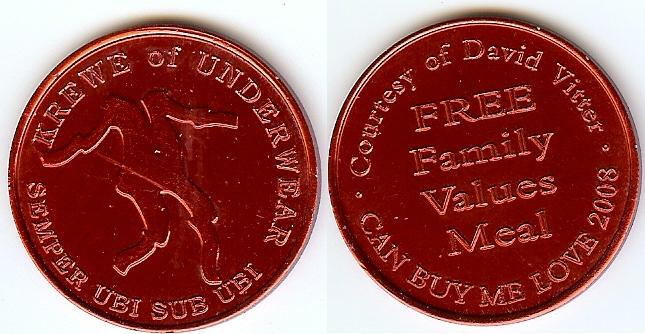 KREWE of UNDERWEAR
SEMPER UBI SUB UBI
Courtesy of David Vitter
FREE
Family
Values
Meal
CAN BUY ME LOVE 2008